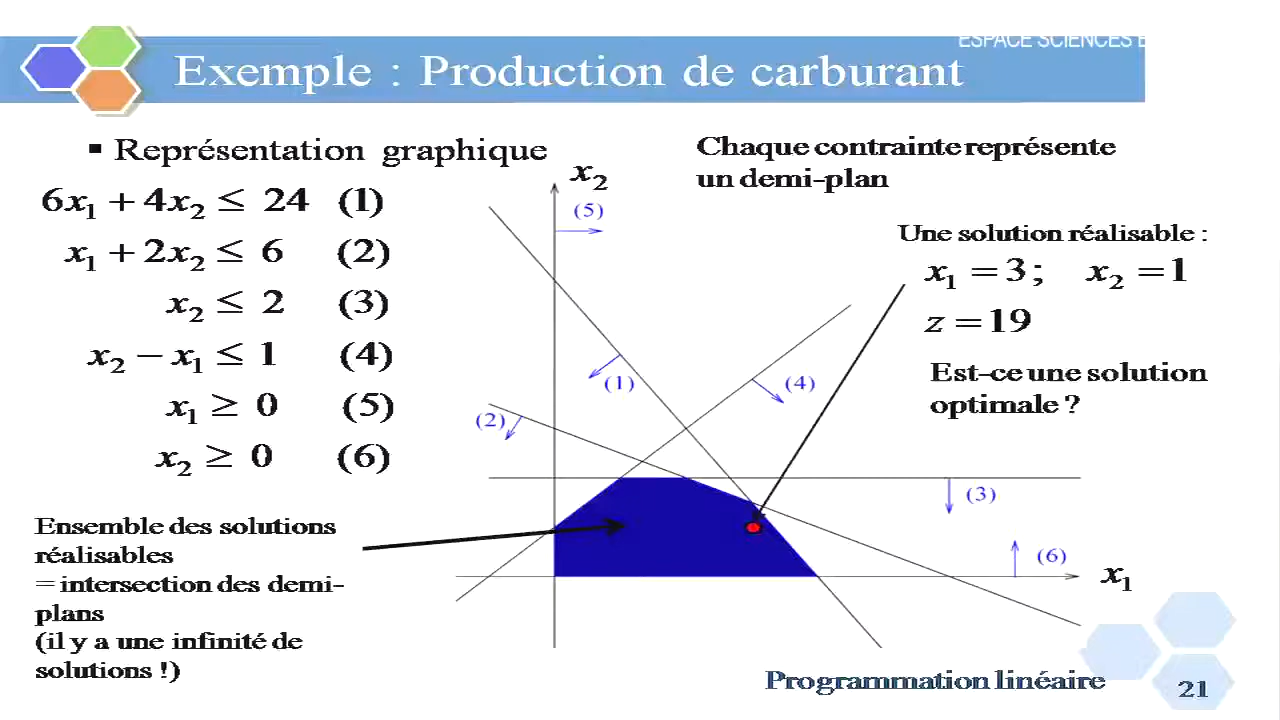 ESPACE SCIENCES
Exemple : Production de carburant
▪ Représentation graphique
6x₁ + 4x₂ ≤ 24 (1)
x₁ + 2x₂ ≤ 6 (2)
x₂ ≤ 2 (3)
x₂ − x₁ ≤ 1 (4)
x₁ ≥ 0 (5)
x₂ ≥ 0 (6)
Ensemble des solutions
réalisables
= intersection des demi-
plans
(il y a une infinité de
solutions !)
x₂
(5)
(1)
(4)
(2)
(3)
(6)
x₁
Chaque contrainte représente
un demi-plan
Une solution réalisable :
x₁ = 3 ; x₂ = 1
z = 19
Est-ce une solution
optimale ?
Programmation linéaire
21